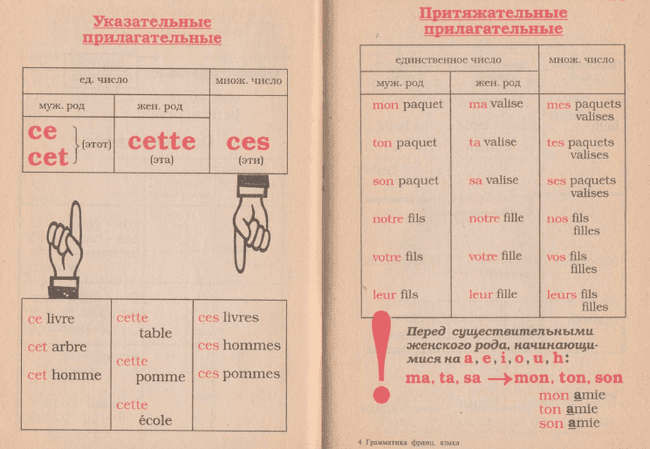 Указательные
прилагательные
ед. число
множ. число
муж. род
жен. род
ce
cet
(этот)
cette
(эта)
ces
(эти)
ce livre
cet arbre
cet homme
cette
table
cette
pomme
cette
école
ces livres
ces hommes
ces pommes
Притяжательные
прилагательные
единственное число
множ. число
муж. род
жен. род
mon paquet
ma valise
mes paquets
valises
ton paquet
ta valise
tes paquets
valises
son paquet
sa valise
ses paquets
valises
notre fils
notre fille
nos fils
filles
votre fils
votre fille
vos fils
filles
leur fils
leur fille
leurs fils
filles
! Перед существительными
женского рода, начинающи-
мися на a, e, i, o, u, h:
ma, ta, sa → mon, ton, son
mon amie
ton amie
son amie
4 Грамматика франц. языка